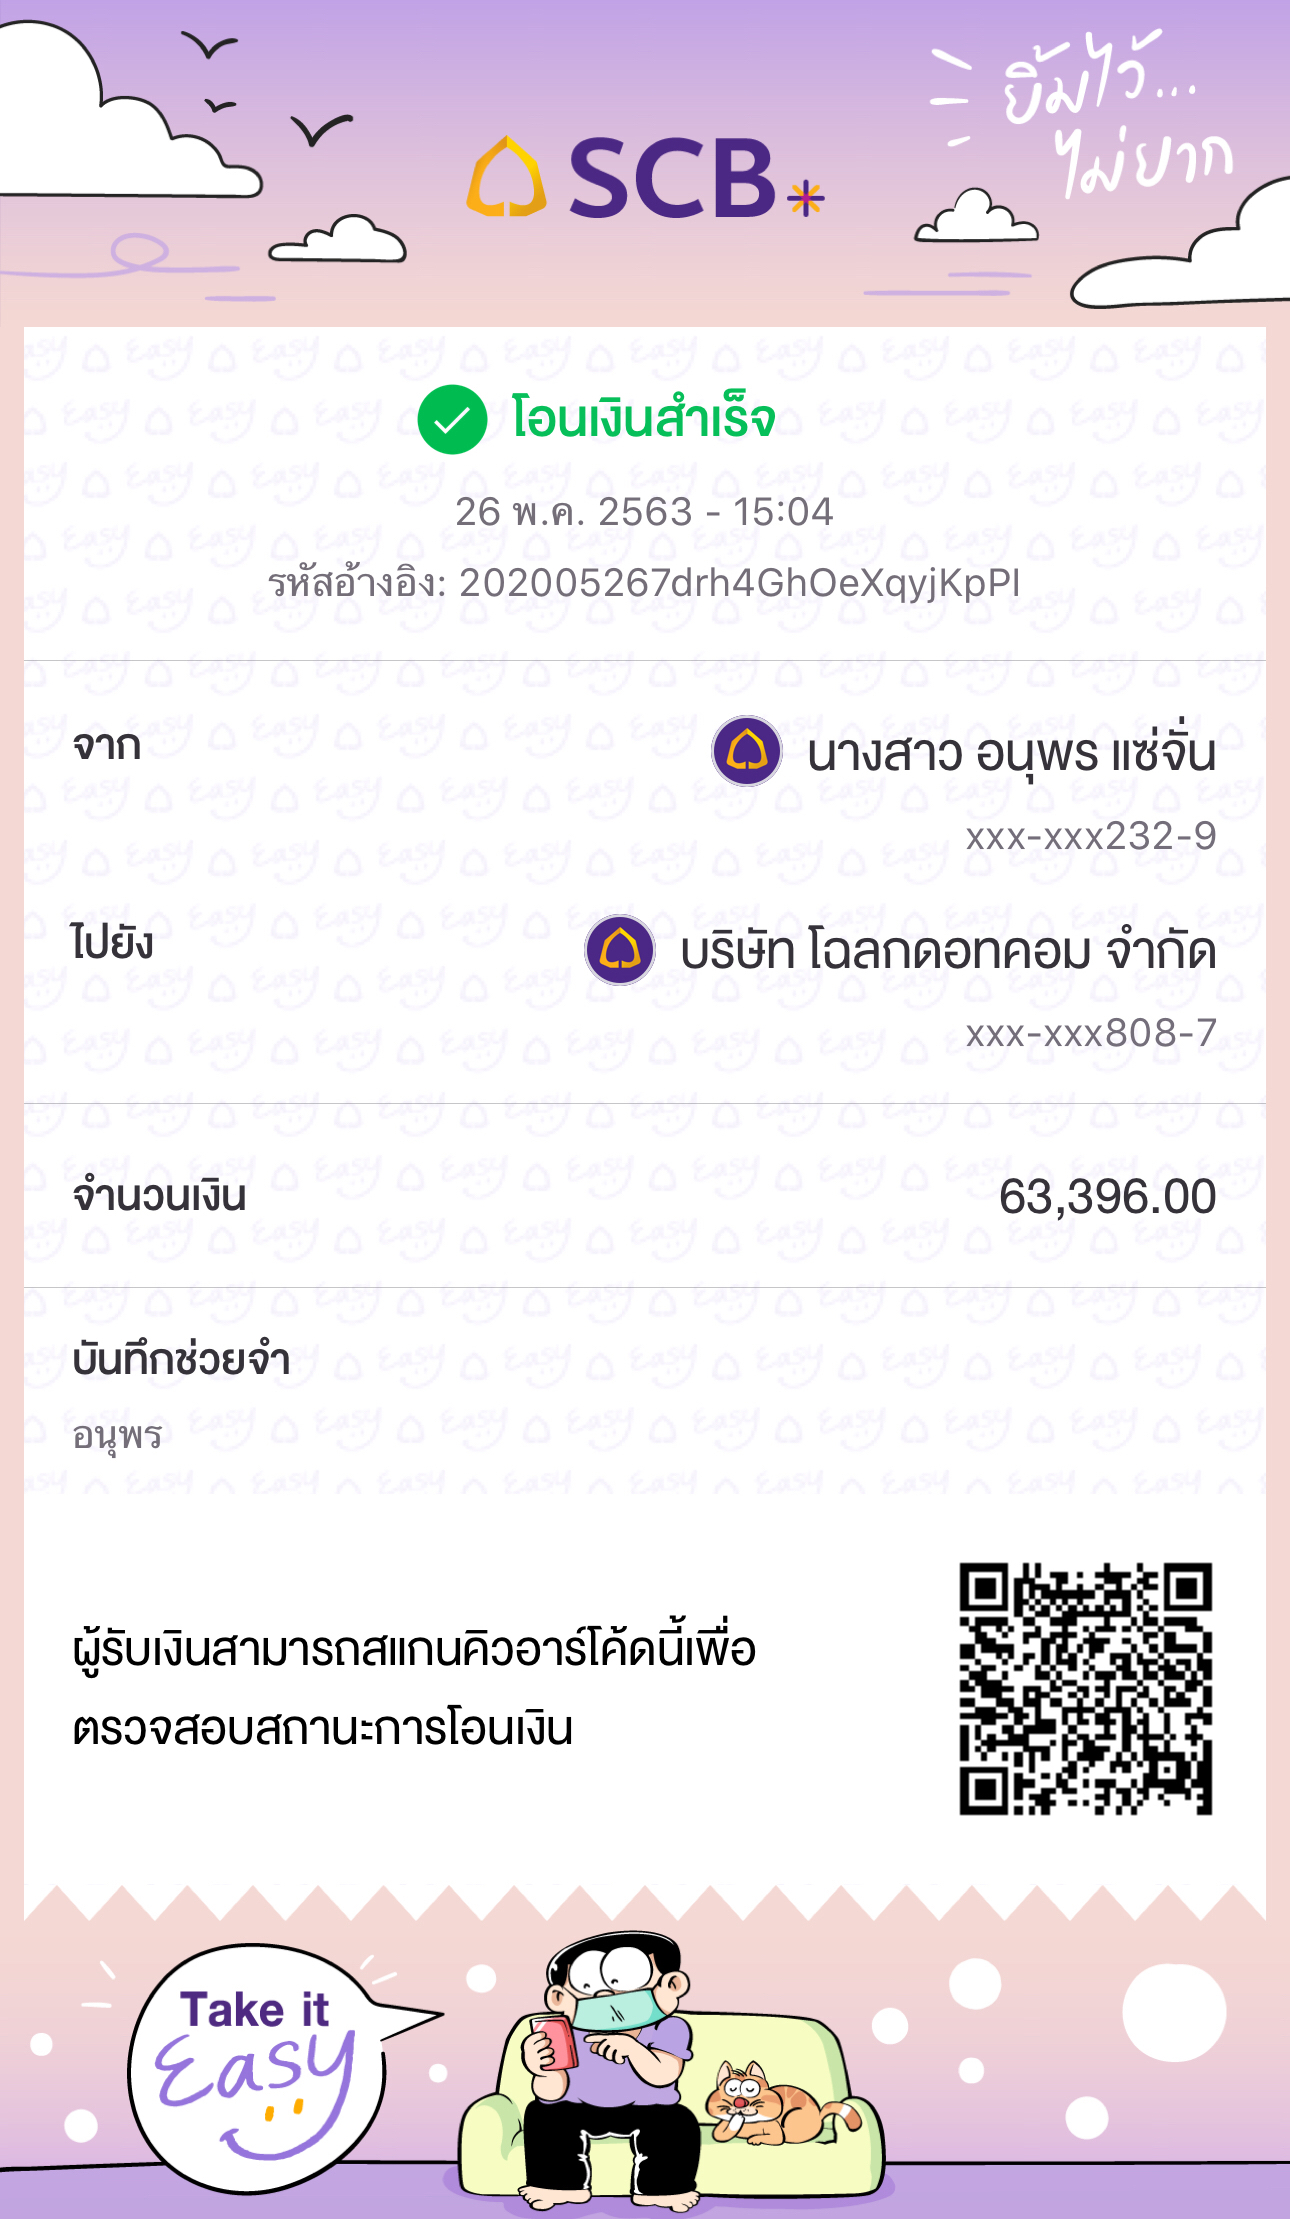 ยิ้มไว้...
ไม่ยาก
SCB
โอนเงินสำเร็จ
26 พ.ค. 2563 - 15:04
รหัสอ้างอิง: 202005267drh4GhOeXqyjKpPl
จาก
นางสาว อนุพร แซ่จั่น
xxx-xxx232-9
ไปยัง
บริษัท โฉลกดอทคอม จำกัด
xxx-xxx808-7
จำนวนเงิน 63,396.00
บันทึกช่วยจำ
อนุพร
ผู้รับเงินสามารถสแกนคิวอาร์โค้ดนี้เพื่อ
ตรวจสอบสถานะการโอนเงิน
Take it
Easy